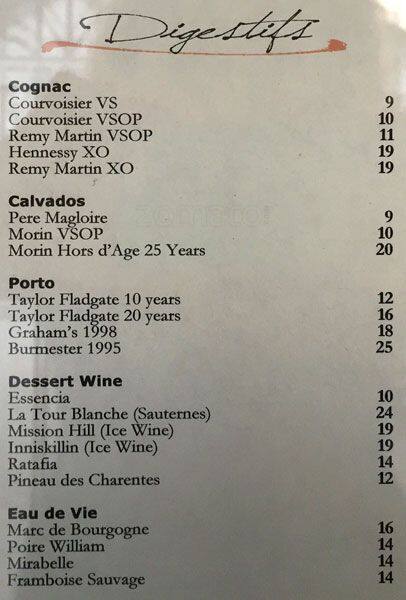 Digestifs
Cognac
Courvoisier VS 9
Courvoisier VSOP 10
Remy Martin VSOP 11
Hennessy XO 19
Remy Martin XO 19
Calvados
Pere Magloire 9
Morin VSOP 10
Morin Hors d'Age 25 Years 20
Porto
Taylor Fladgate 10 years 12
Taylor Fladgate 20 years 16
Graham's 1998 18
Burmester 1995 25
Dessert Wine
Essencia 10
La Tour Blanche (Sauternes) 24
Mission Hill (Ice Wine) 19
Inniskillin (Ice Wine) 19
Ratafia 14
Pineau des Charentes 12
Eau de Vie
Marc de Bourgogne 16
Poire William 14
Mirabelle 14
Framboise Sauvage 14